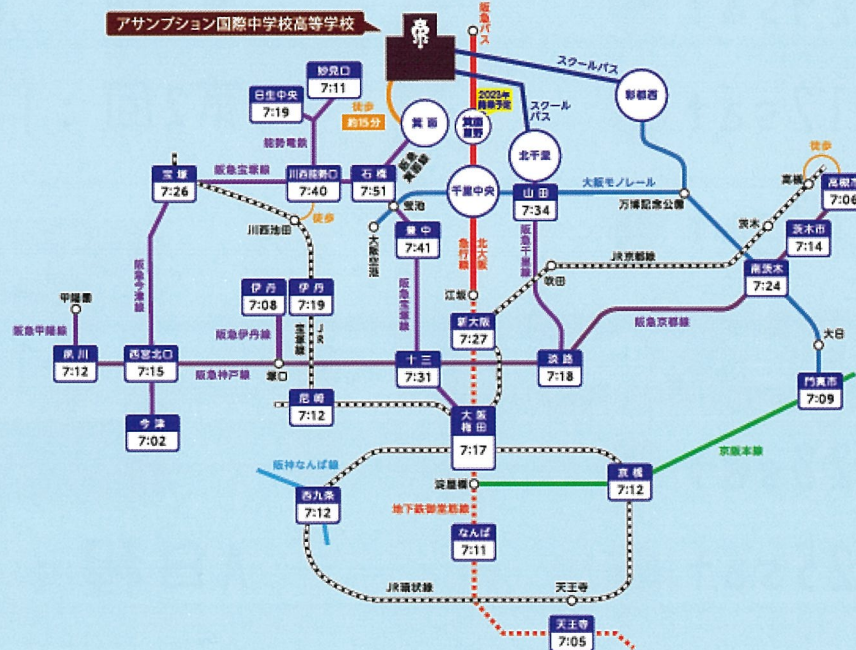 アサンプション国際中学校高等学校
阪急バス
スクールバス
妙見口
7:11
日生中央
7:19
徒歩
約15分
箕面
2023年
開業予定
箕面
萱野
スクール
バス
彩都西
能勢電鉄
阪急
箕面線
北千里
徒歩
宝塚
7:26
阪急宝塚線
川西能勢口
7:40
石橋
7:51
千里中央
山田
7:34
大阪モノレール
万博記念公園
高槻
高槻市
7:06
川西池田
徒歩
蛍池
大阪空港
豊中
7:41
北大阪
急行線
阪急千里線
茨木
茨木市
7:14
JR京都線
吹田
南茨木
7:24
阪急今津線
甲陽園
伊丹
7:08
伊丹
7:19
阪急宝塚線
江坂
新大阪
7:27
阪急京都線
大日
阪急甲陽線
阪急伊丹線
JR
宝塚線
夙川
7:12
西宮北口
7:15
阪急神戸線
塚口
十三
7:31
淡路
7:18
門真市
7:09
今津
7:02
尼崎
7:12
大阪
梅田
7:17
京阪本線
阪神なんば線
西九条
7:12
淀屋橋
京橋
7:12
地下鉄御堂筋線
なんば
7:11
JR環状線
天王寺
天王寺
7:05